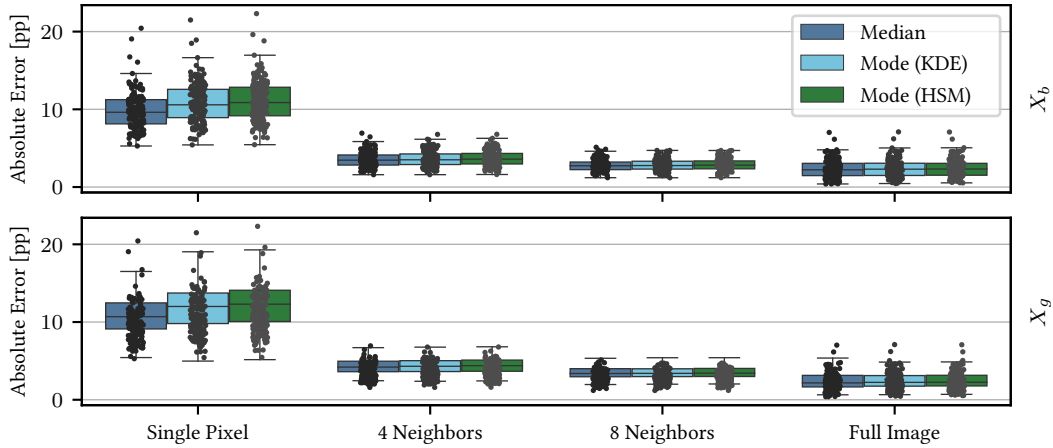 Absolute Error [pp]
20
10
0
Median
Mode (KDE)
Mode (HSM)
X_b
Absolute Error [pp]
20
10
0
X_g
Single Pixel
4 Neighbors
8 Neighbors
Full Image